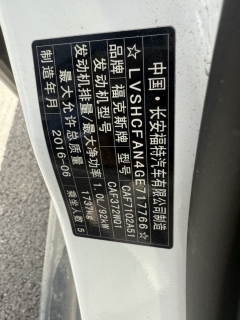 中国·长安福特汽车有限公司制造
☆LVSHCFAN4GE717766☆
品牌 福克斯牌 型号 CAF7102A51
发动机型号 CAF372WQ1
发动机排量/最大净功率 1.0L/92kW
最大允许总质量 1731kg
制造年月 2016-06 乘坐人数 5